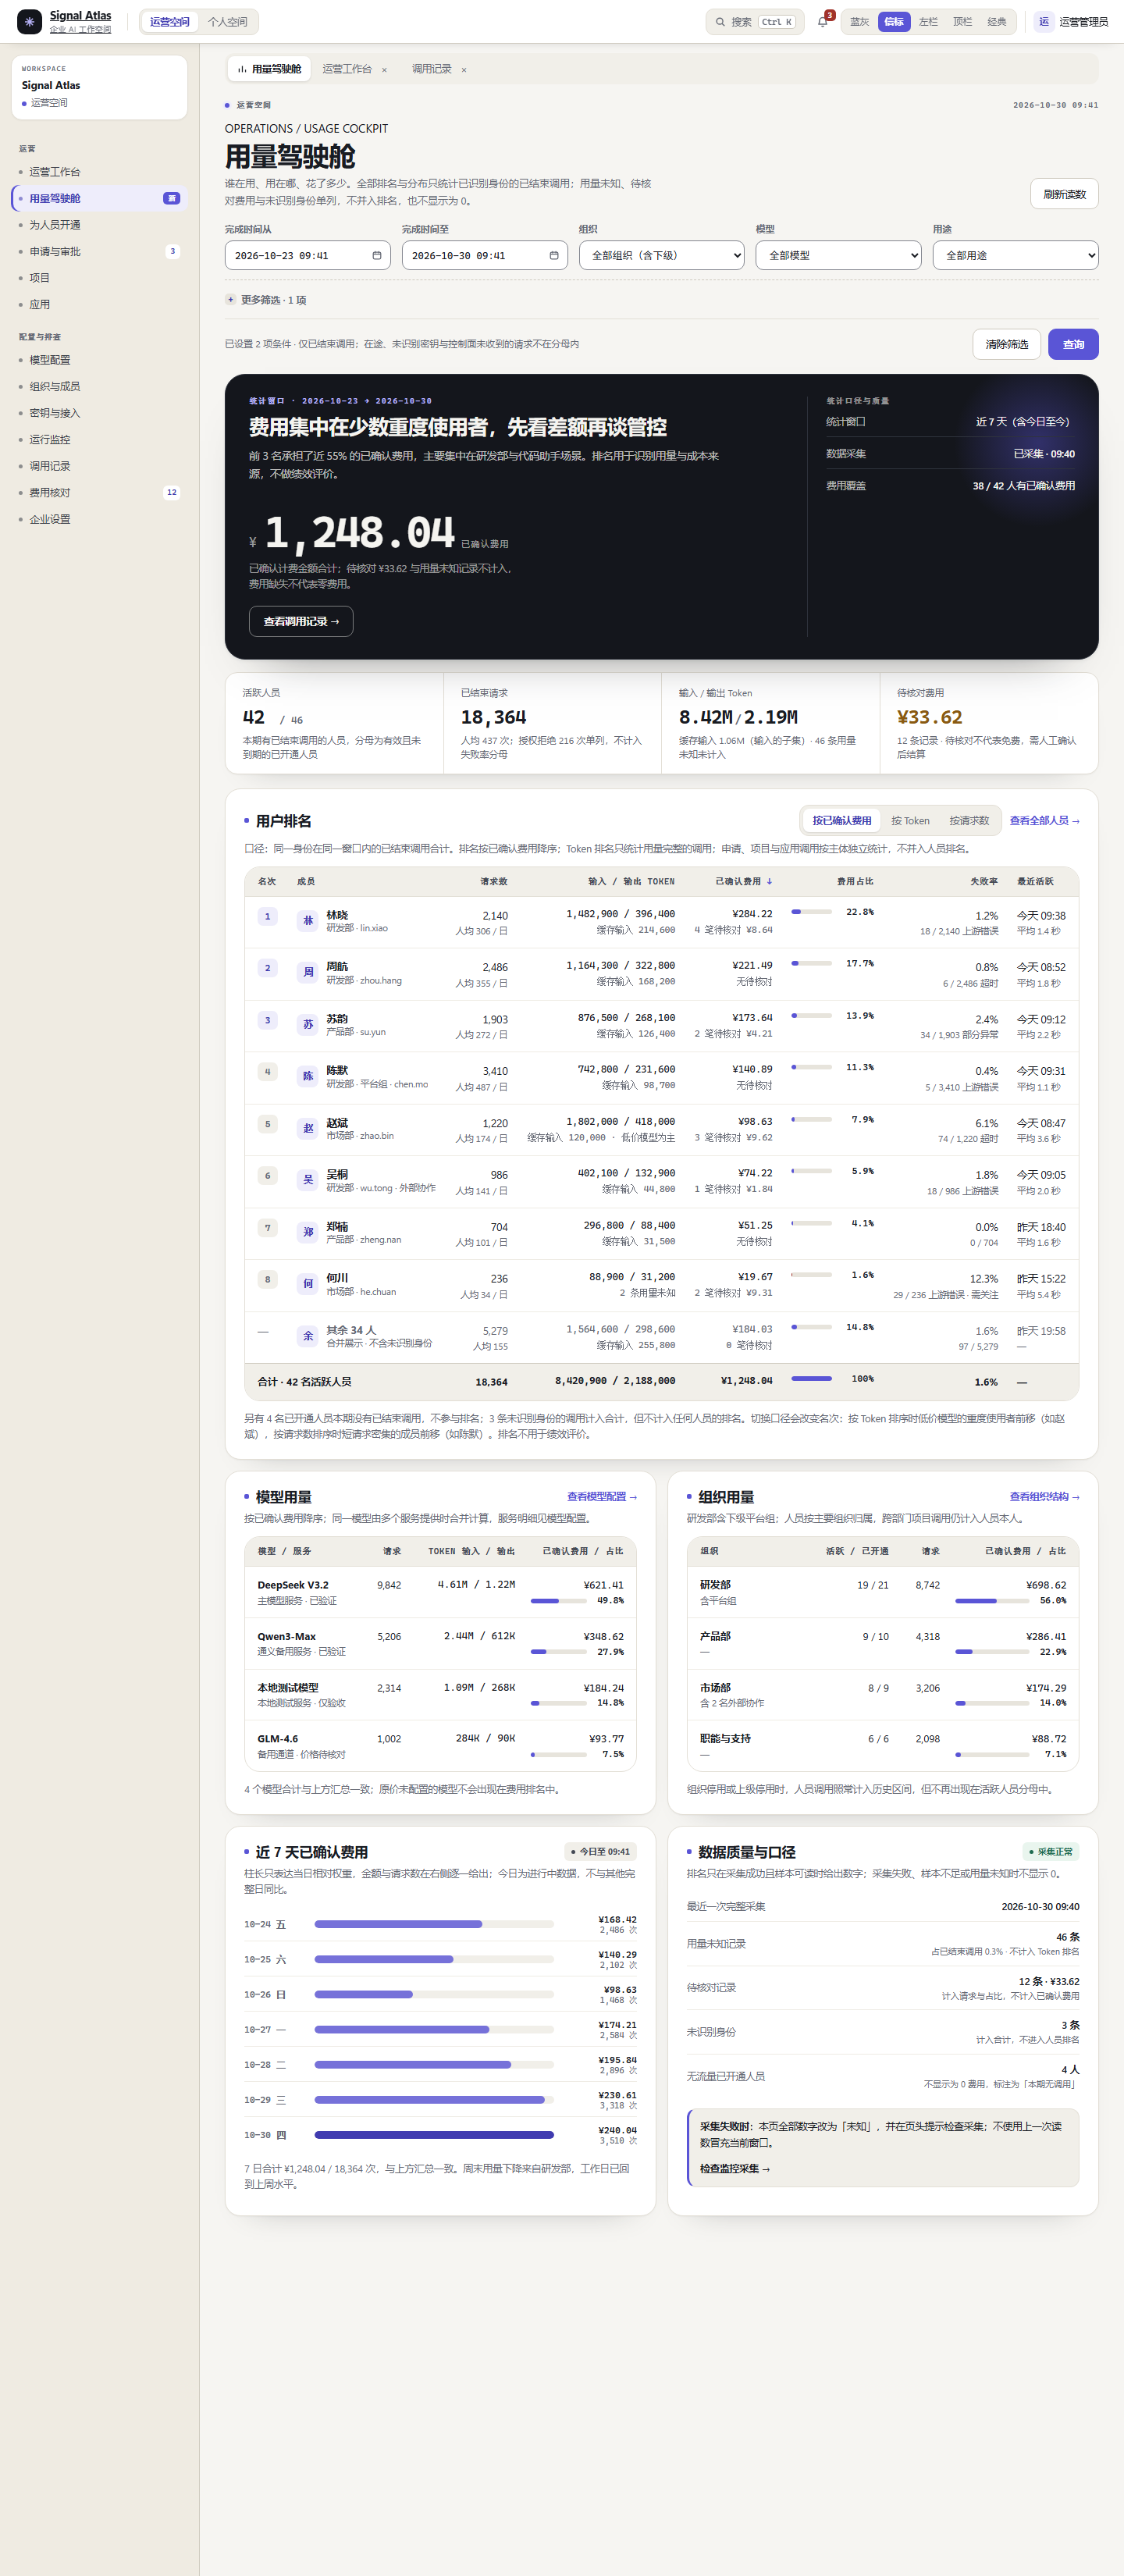 Signal Atlas
企业 AI 工作空间
运营空间 个人空间
搜索 Ctrl K
3
蓝灰 信标 左栏 顶栏 经典
运 运营管理员
WORKSPACE
Signal Atlas
运营空间
运营
运营工作台
用量驾驶舱
为人员开通
申请与审批 3
项目
应用
配置与排查
模型配置
组织与成员
密钥与接入
运行监控
调用记录
费用核对 12
企业设置
用量驾驶舱 运营工作台 × 调用记录 ×
运营空间 2026-10-30 09:41
OPERATIONS / USAGE COCKPIT
用量驾驶舱
谁在用、用在哪、花了多少。全部排名与分布只统计已识别身份的已结束调用；用量未知、待核
对费用与未识别身份单列，不并入排名，也不显示为 0。
刷新读数
完成时间从 完成时间至 组织 模型 用途
2026-10-23 09:41 2026-10-30 09:41 全部组织（含下级） 全部模型 全部用途
+ 更多筛选 · 1 项
已设置 2 项条件 · 仅已结束调用；在途、未识别密钥与控制面未收到的请求不在分母内
清除筛选 查询
统计窗口 · 2026-10-23 → 2026-10-30
费用集中在少数重度使用者，先看差额再谈管控
前 3 名承担了近 55% 的已确认费用，主要集中在研发部与代码助手场景。排名用于识别用量与成本来
源，不做绩效评价。
¥ 1,248.04 已确认费用
已确认计费金额合计；待核对 ¥33.62 与用量未知记录不计入，
费用缺失不代表零费用。
查看调用记录 →
统计口径与质量
统计窗口 近 7 天（含今日至今）
数据采集 已采集 · 09:40
费用覆盖 38 / 42 人有已确认费用
活跃人员
42 / 46
本期有已结束调用的人员，分母为有效且未
到期的已开通人员
已结束请求
18,364
人均 437 次；授权拒绝 216 次单列，不计入
失败率分母
输入 / 输出 Token
8.42M / 2.19M
缓存输入 1.06M（输入的子集）· 46 条用量
未知未计入
待核对费用
¥33.62
12 条记录 · 待核对不代表免费，需人工确认
后结算
用户排名
按已确认费用 按 Token 按请求数
查看全部人员 →
口径：同一身份在同一窗口内的已结束调用合计。排名按已确认费用降序；Token 排名只统计用量完整的调用；申请、项目与应用调用按主体独立统计，不并入人员排名。
名次 成员 请求数 输入 / 输出 TOKEN 已确认费用 ↓ 费用占比 失败率 最近活跃
1 林 林晓 2,140 1,482,900 / 396,400 ¥284.22 22.8% 1.2% 今天 09:38
研发部 · lin.xiao 人均 306 / 日 缓存输入 214,600 4 笔待核对 ¥8.64 18 / 2,140 上游错误 平均 1.4 秒
2 周 周航 2,486 1,164,300 / 322,800 ¥221.49 17.7% 0.8% 今天 08:52
研发部 · zhou.hang 人均 355 / 日 缓存输入 168,200 无待核对 6 / 2,486 超时 平均 1.8 秒
3 苏 苏韵 1,903 876,500 / 268,100 ¥173.64 13.9% 2.4% 今天 09:12
产品部 · su.yun 人均 272 / 日 缓存输入 126,400 2 笔待核对 ¥4.21 34 / 1,903 部分异常 平均 2.2 秒
4 陈 陈默 3,410 742,800 / 231,600 ¥140.89 11.3% 0.4% 今天 09:31
研发部 · 平台组 · chen.mo 人均 487 / 日 缓存输入 98,700 无待核对 5 / 3,410 上游错误 平均 1.1 秒
5 赵 赵斌 1,220 1,802,000 / 418,000 ¥98.63 7.9% 6.1% 今天 08:47
市场部 · zhao.bin 人均 174 / 日 缓存输入 120,000 · 低价模型为主 3 笔待核对 ¥9.62 74 / 1,220 超时 平均 3.6 秒
6 吴 吴桐 986 402,100 / 132,900 ¥74.22 5.9% 1.8% 今天 09:05
研发部 · wu.tong · 外部协作 人均 141 / 日 缓存输入 44,800 1 笔待核对 ¥1.84 18 / 986 上游错误 平均 2.0 秒
7 郑 郑楠 704 296,800 / 88,400 ¥51.25 4.1% 0.0% 昨天 18:40
产品部 · zheng.nan 人均 101 / 日 缓存输入 31,500 无待核对 0 / 704 平均 1.6 秒
8 何 何川 236 88,900 / 31,200 ¥19.67 1.6% 12.3% 昨天 15:22
市场部 · he.chuan 人均 34 / 日 2 条用量未知 2 笔待核对 ¥9.31 29 / 236 上游错误 · 需关注 平均 5.4 秒
— 余 其余 34 人 5,279 1,564,600 / 298,600 ¥184.03 14.8% 1.6% 昨天 19:58
合并展示 · 不含未识别身份 人均 155 缓存输入 255,800 0 笔待核对 97 / 5,279 —
合计 · 42 名活跃人员 18,364 8,420,900 / 2,188,000 ¥1,248.04 100% 1.6% —
另有 4 名已开通人员本期没有已结束调用，不参与排名；3 条未识别身份的调用计入合计，但不计入任何人员的排名。切换口径会改变名次：按 Token 排序时低价模型的重度使用者前移（如赵
斌），按请求数排序时短请求密集的成员前移（如陈默）。排名不用于绩效评价。
模型用量 查看模型配置 →
按已确认费用降序；同一模型由多个服务提供时合并计算，服务明细见模型配置。
模型 / 服务 请求 TOKEN 输入 / 输出 已确认费用 / 占比
DeepSeek V3.2 9,842 4.61M / 1.22M ¥621.41
主模型服务 · 已验证 49.8%
Qwen3-Max 5,206 2.44M / 612K ¥348.62
通义备用服务 · 已验证 27.9%
本地测试模型 2,314 1.09M / 268K ¥184.24
本地测试服务 · 仅验收 14.8%
GLM-4.6 1,002 284K / 90K ¥93.77
备用通道 · 价格待核对 7.5%
4 个模型合计与上方汇总一致；原价未配置的模型不会出现在费用排名中。
组织用量 查看组织结构 →
研发部含下级平台组；人员按主要组织归属，跨部门项目调用仍计入人员本人。
组织 活跃 / 已开通 请求 已确认费用 / 占比
研发部 19 / 21 8,742 ¥698.62
含平台组 56.0%
产品部 9 / 10 4,318 ¥286.41
— 22.9%
市场部 8 / 9 3,206 ¥174.29
含 2 名外部协作 14.0%
职能与支持 6 / 6 2,098 ¥88.72
— 7.1%
组织停用或上级停用时，人员调用照常计入历史区间，但不再出现在活跃人员分母中。
近 7 天已确认费用 今日至 09:41
柱长只表达当日相对权重，金额与请求数在右侧逐一给出；今日为进行中数据，不与其他完
整日同比。
10-24 五 ¥168.42
2,486 次
10-25 六 ¥140.29
2,102 次
10-26 日 ¥98.63
1,468 次
10-27 一 ¥174.21
2,584 次
10-28 二 ¥195.84
2,896 次
10-29 三 ¥230.61
3,318 次
10-30 四 ¥240.04
3,510 次
7 日合计 ¥1,248.04 / 18,364 次，与上方汇总一致。周末用量下降来自研发部，工作日已回
到上周水平。
数据质量与口径 采集正常
排名只在采集成功且样本可读时给出数字；采集失败、样本不足或用量未知时不显示 0。
最近一次完整采集 2026-10-30 09:40
用量未知记录 46 条
占已结束调用 0.3% · 不计入 Token 排名
待核对记录 12 条 · ¥33.62
计入请求与占比，不计入已确认费用
未识别身份 3 条
计入合计，不进入人员排名
无流量已开通人员 4 人
不显示为 0 费用，标注为「本期无调用」
采集失败时：本页全部数字改为「未知」，并在页头提示检查采集；不使用上一次读
数冒充当前窗口。
检查监控采集 →